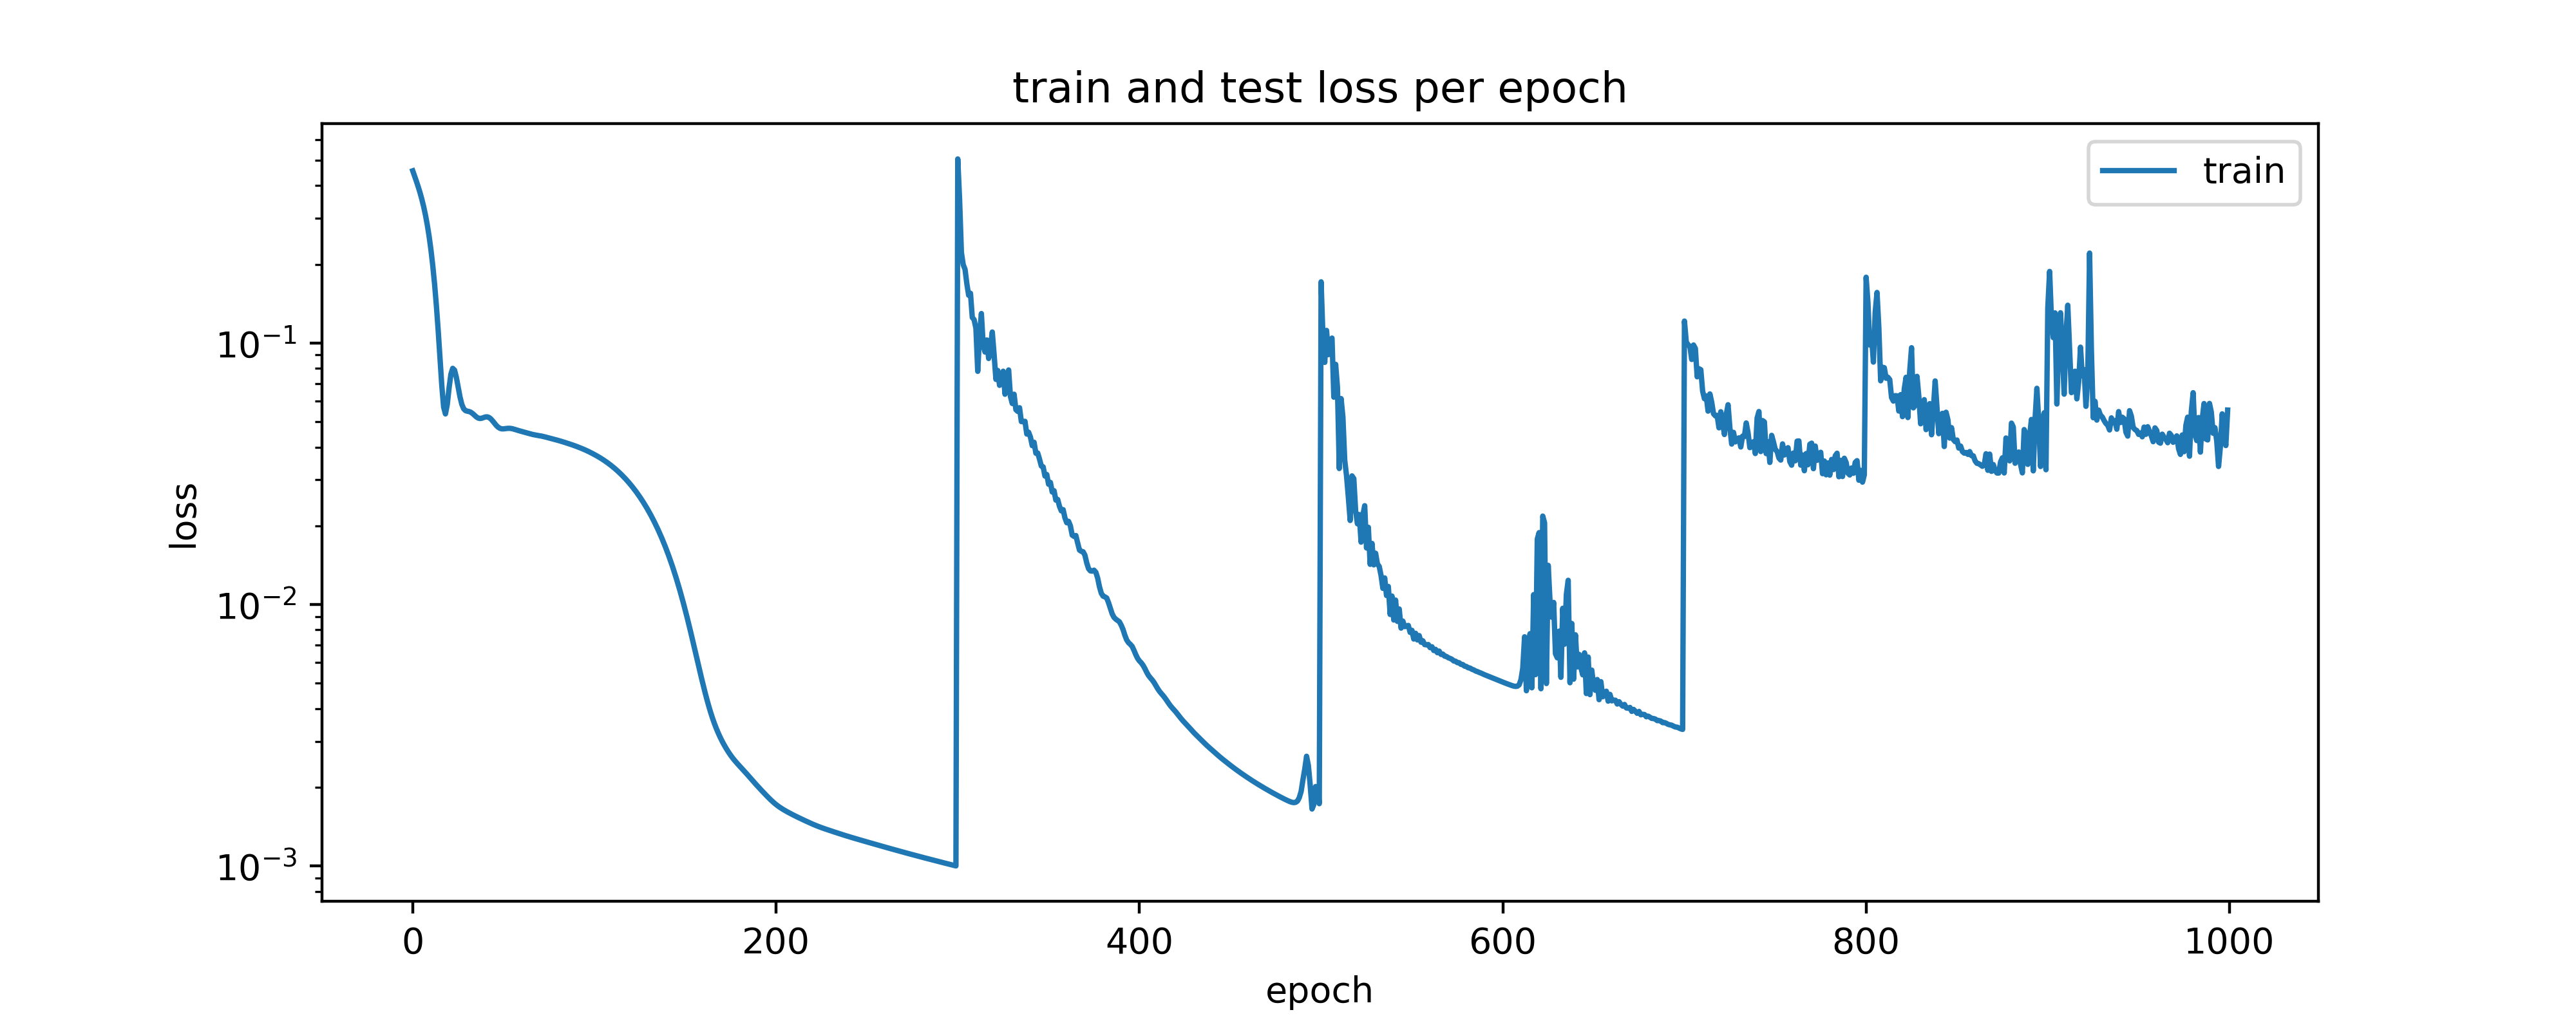 train and test loss per epoch
train
loss
10⁻¹
10⁻²
10⁻³
0 200 400 600 800 1000
epoch